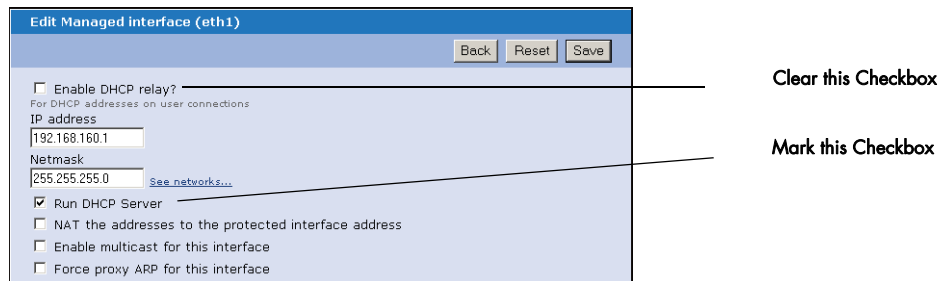 Edit Managed interface (eth1)
Back Reset Save
Enable DHCP relay?
Clear this Checkbox
For DHCP addresses on user connections
IP address
192.168.160.1
Mark this Checkbox
Netmask
255.255.255.0 See networks...
Run DHCP Server
NAT the addresses to the protected interface address
Enable multicast for this interface
Force proxy ARP for this interface